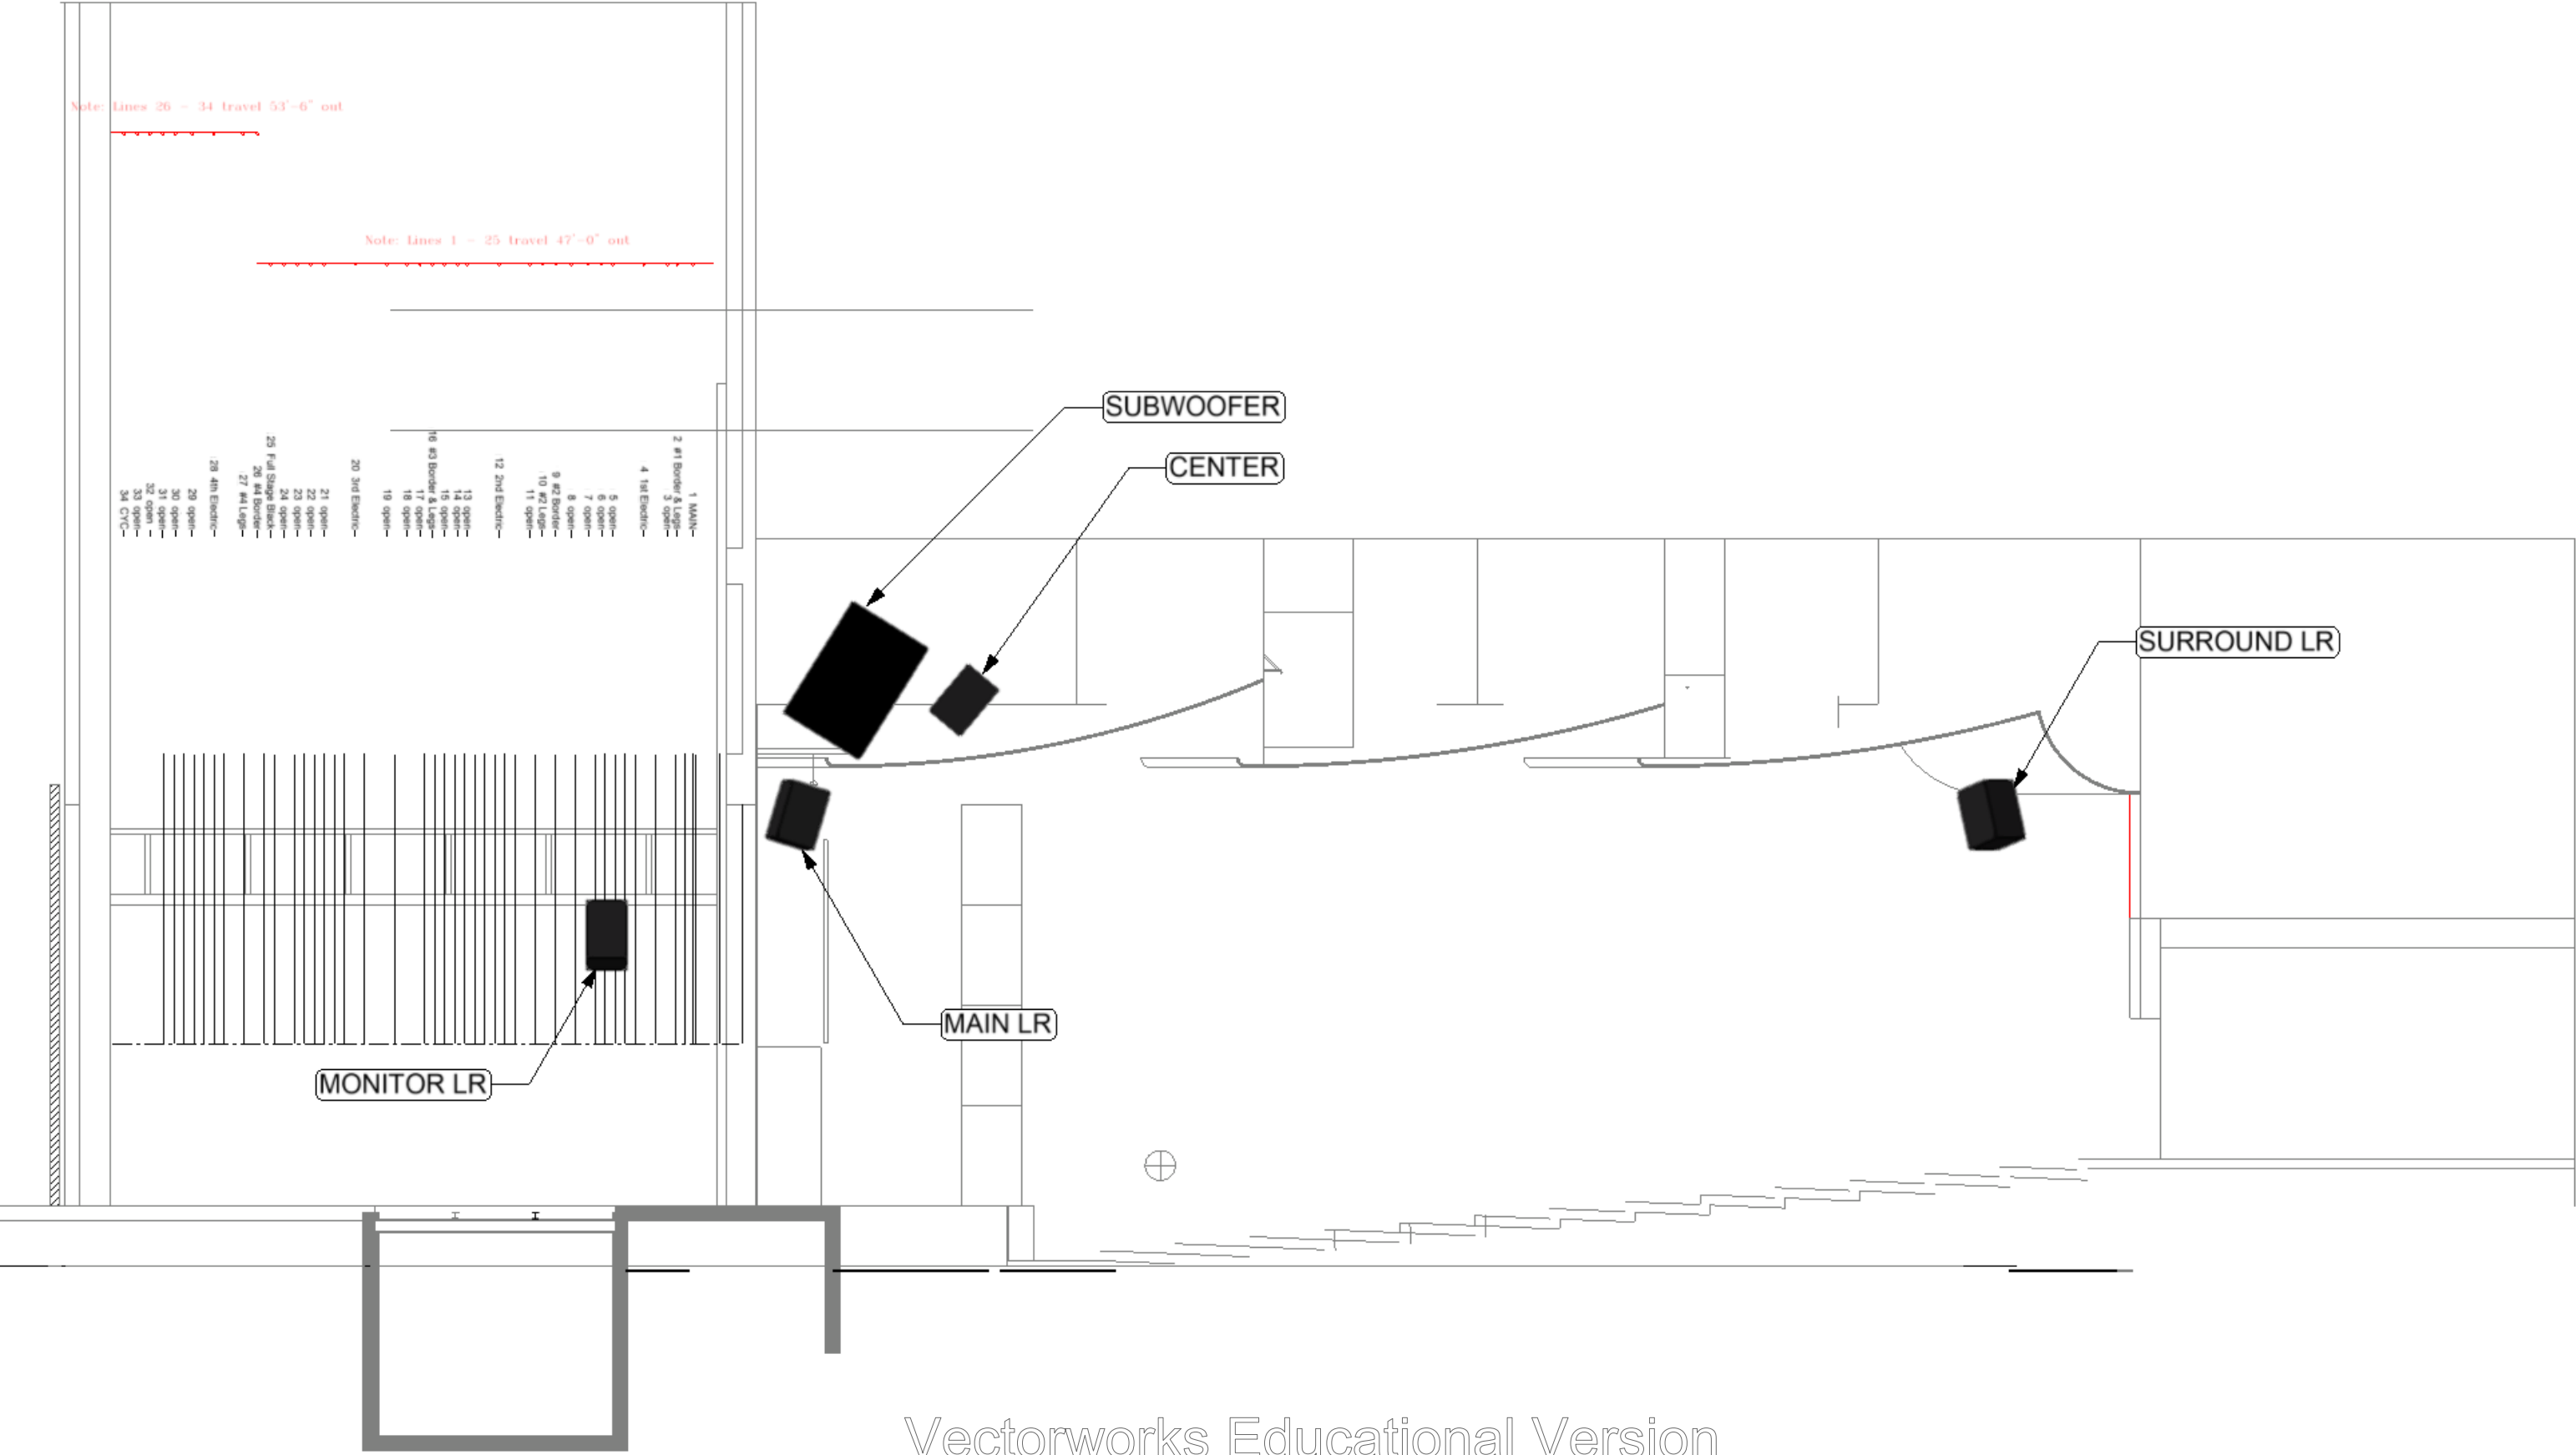 Note: Lines 26 - 34 travel 53'-6" out
Note: Lines 1 - 25 travel 47'-0" out
SUBWOOFER
CENTER
34 CYC
33 open
32 open
31 open
30 open
29 open
28 4th Electric
27 #4 Legs
26 #4 Border
25 Full Stage Black
24 open
23 open
22 open
21 open
20 3rd Electric
19 open
18 open
17 open
16 #3 Border & Legs
15 open
14 open
13 open
12 2nd Electric
11 open
10 #2 Legs
9 #2 Border
8 open
7 open
6 open
5 open
4 1st Electric
3 open
2 #1 Border & Legs
1 MAIN
SURROUND LR
MAIN LR
MONITOR LR
Vectorworks Educational Version